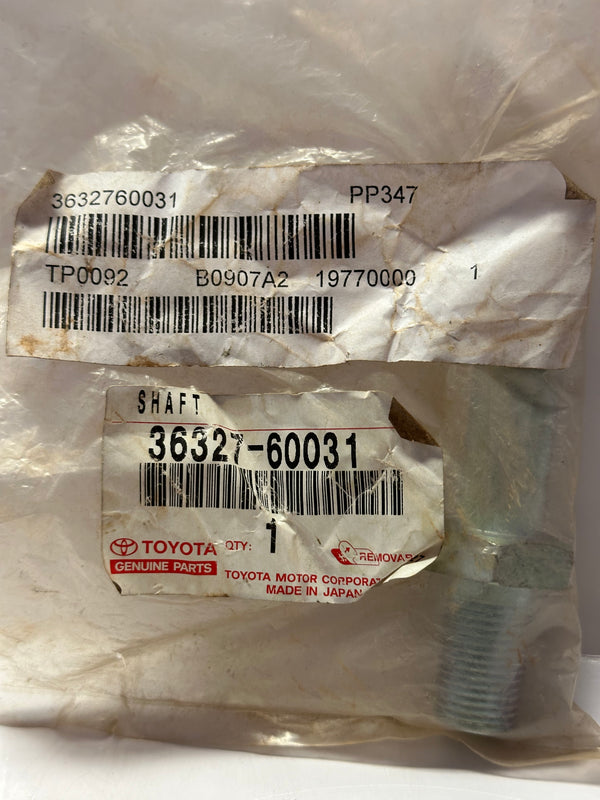 3632760031 PP347
TP0092 B0907A2 19770000 1
SHAFT
36327-60031
TOYOTA QTY: 1
GENUINE PARTS
TOYOTA MOTOR
MADE IN JAPAN